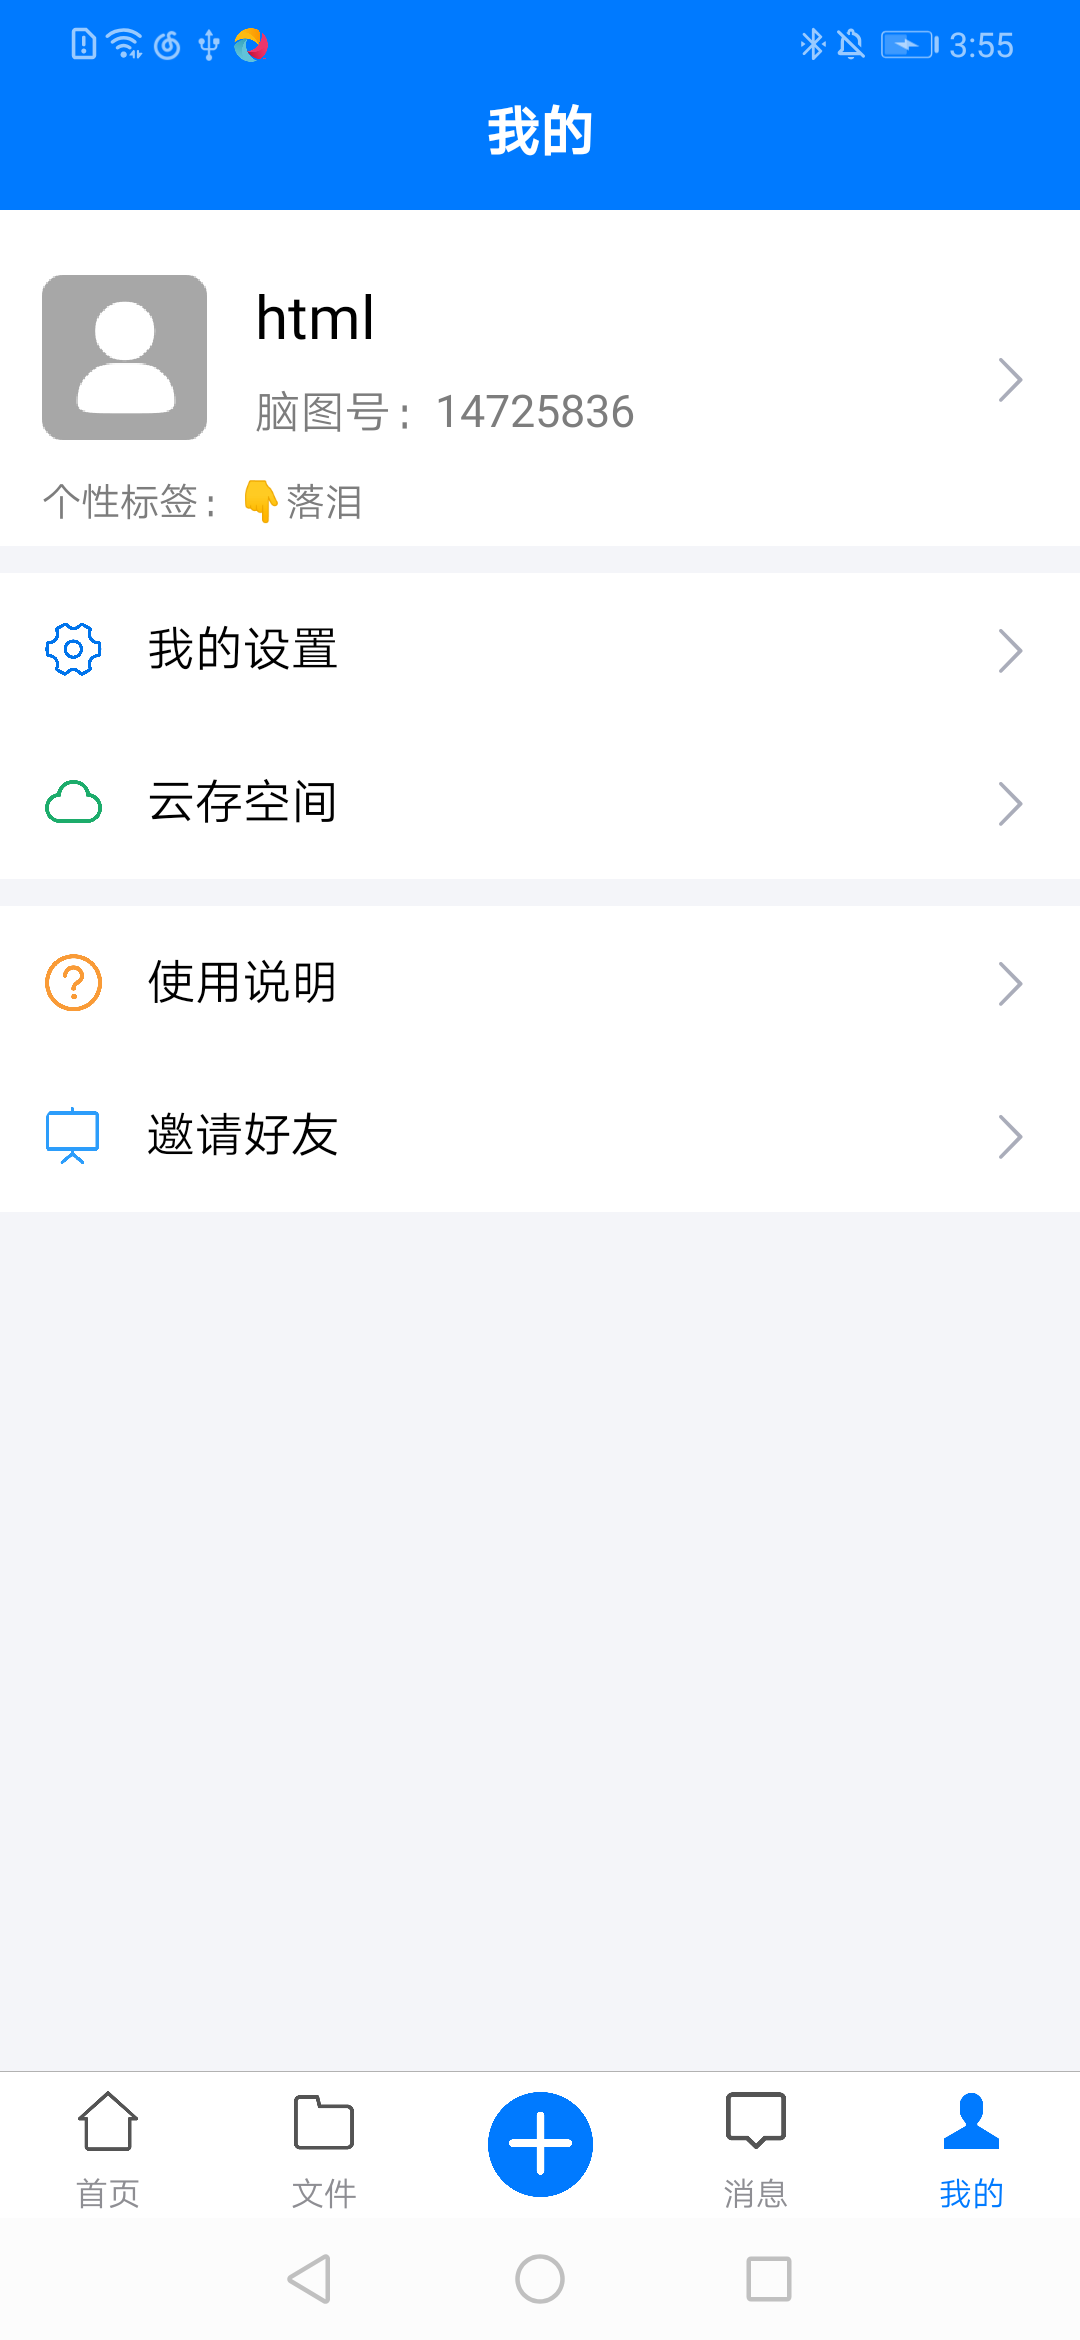 3:55
我的
html
脑图号：14725836
个性标签：👇落泪
我的设置
云存空间
使用说明
邀请好友
首页
文件
消息
我的